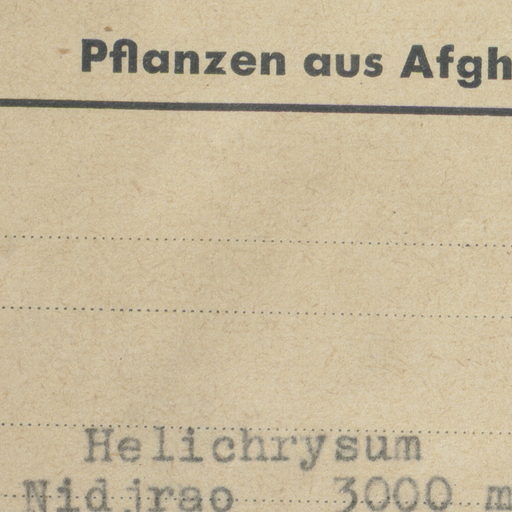 Pflanzen aus Afgh
Helichrysum
Nidjrao 3000 m